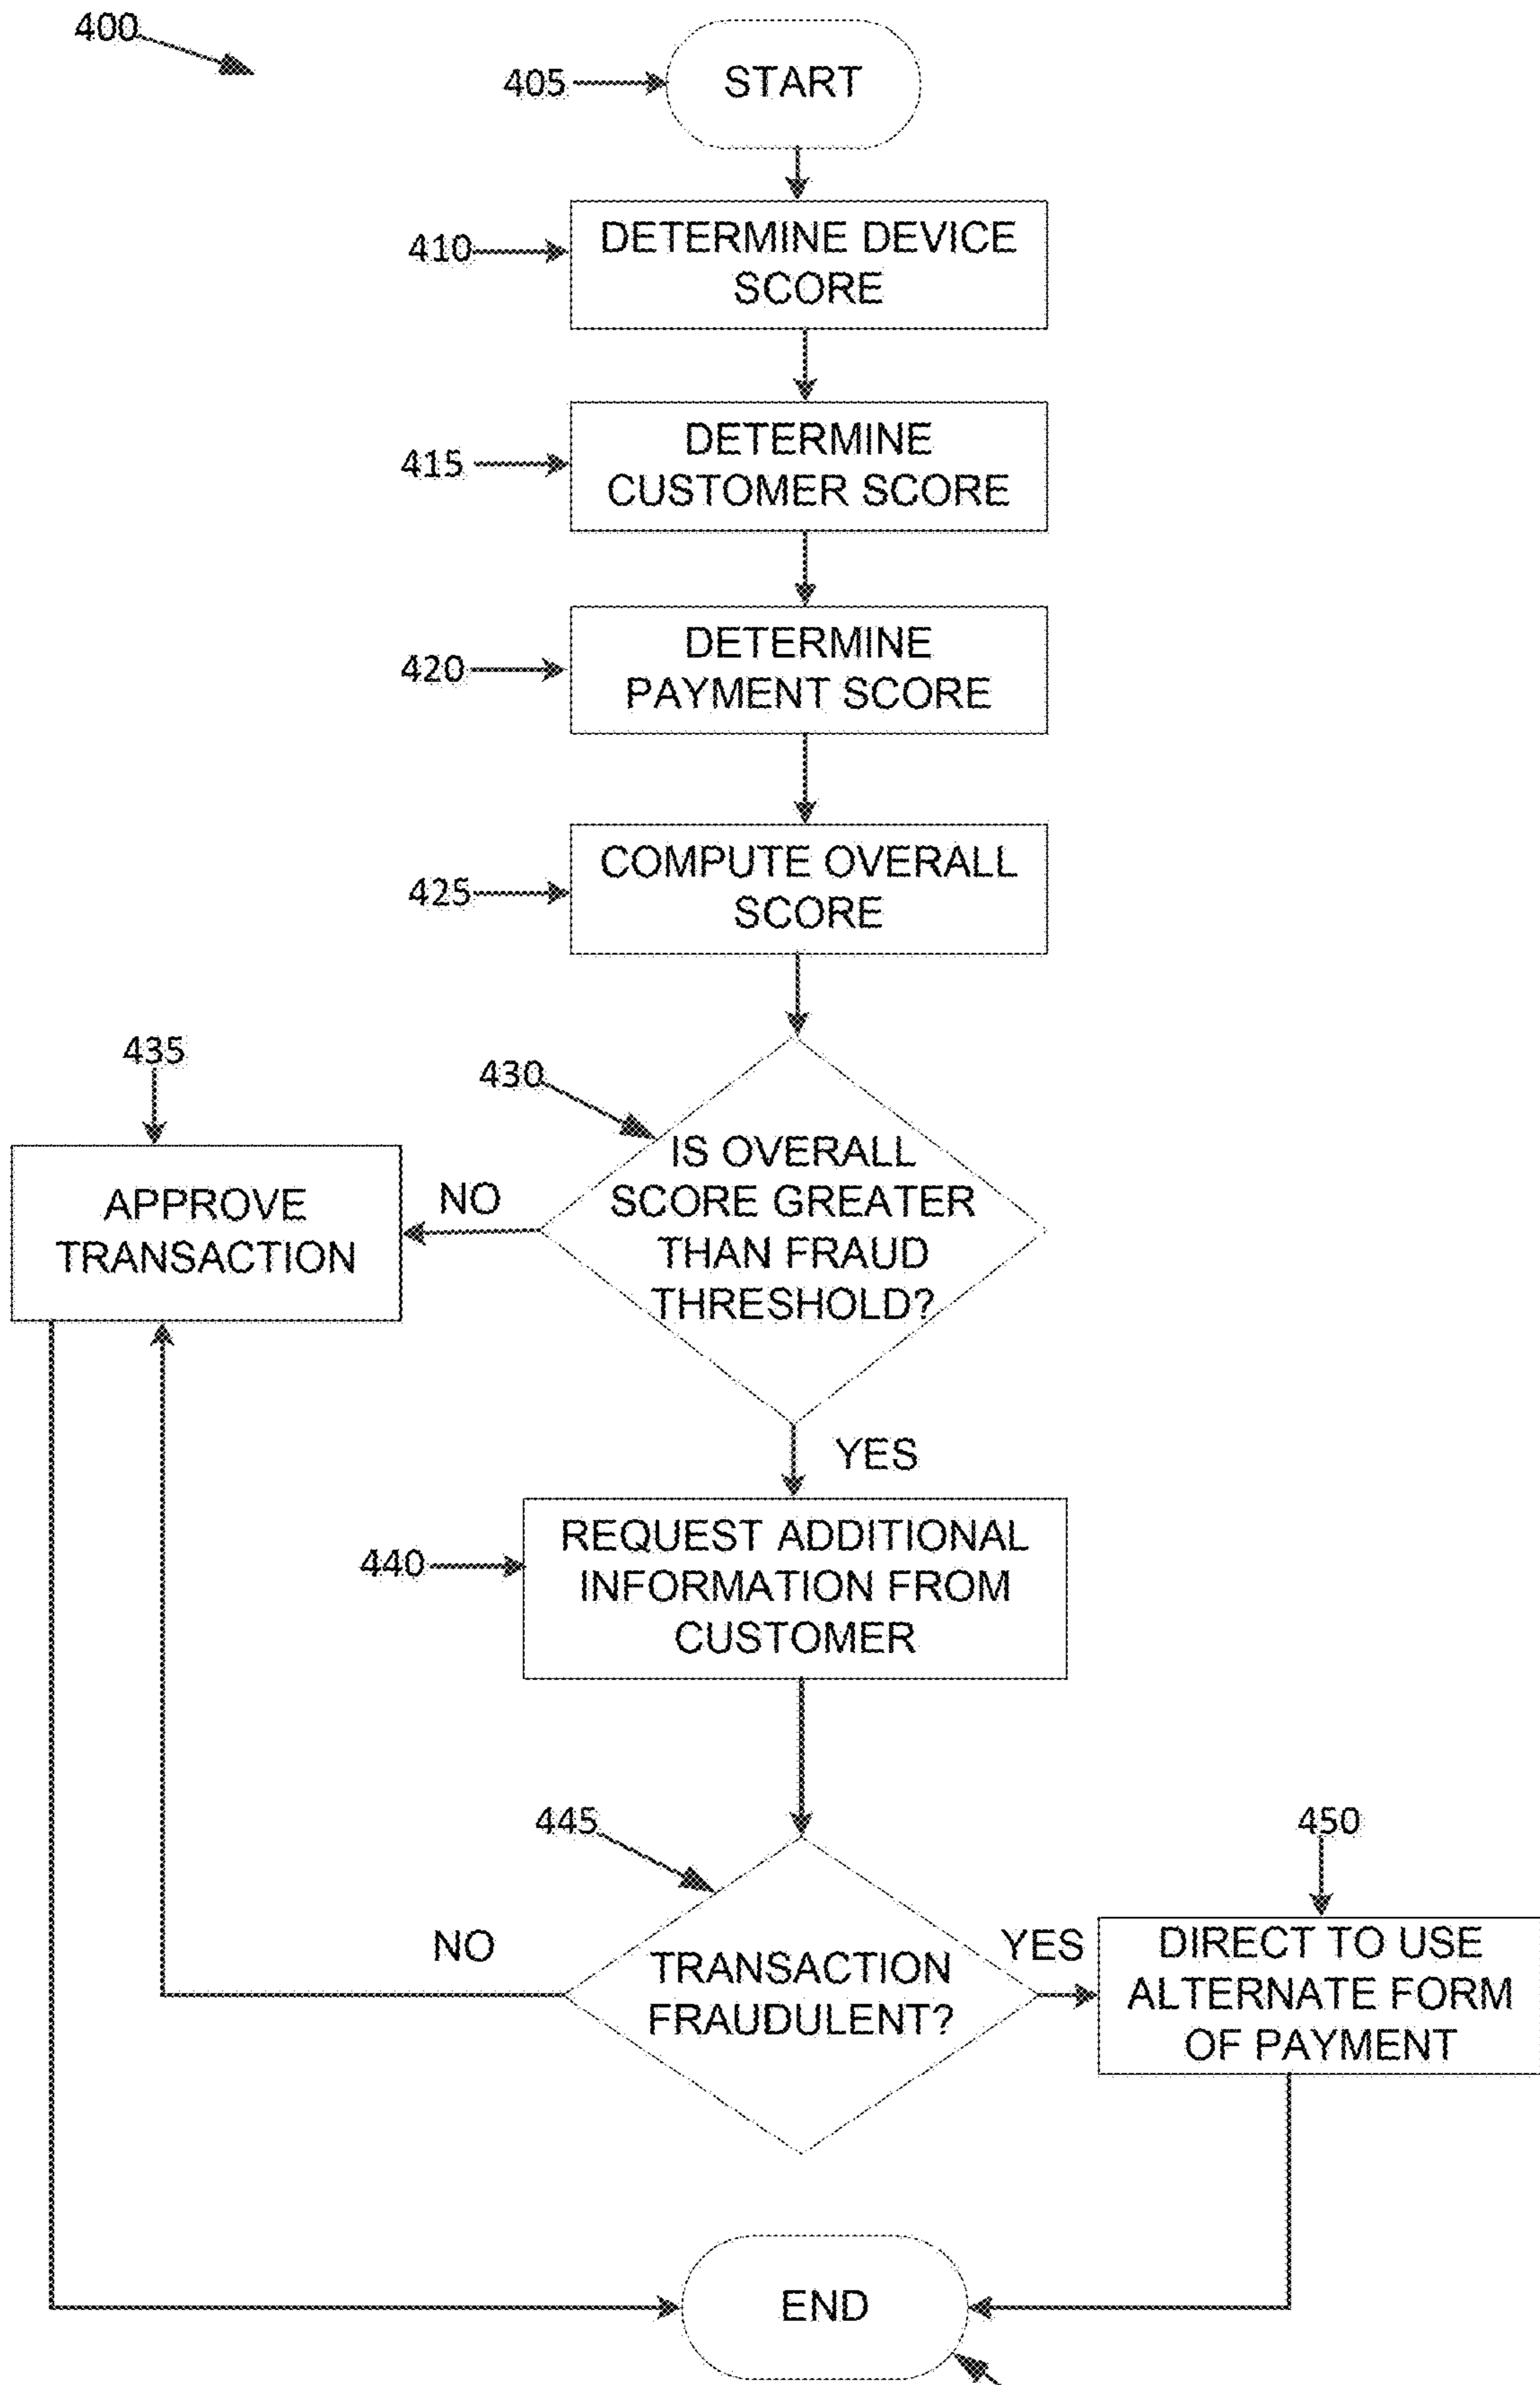 400
405
START
410
DETERMINE DEVICE
SCORE
415
DETERMINE
CUSTOMER SCORE
420
DETERMINE
PAYMENT SCORE
425
COMPUTE OVERALL
SCORE
435
430
APPROVE
TRANSACTION
NO
IS OVERALL
SCORE GREATER
THAN FRAUD
THRESHOLD?
YES
440
REQUEST ADDITIONAL
INFORMATION FROM
CUSTOMER
445
450
NO
TRANSACTION
FRAUDULENT?
YES
DIRECT TO USE
ALTERNATE FORM
OF PAYMENT
END